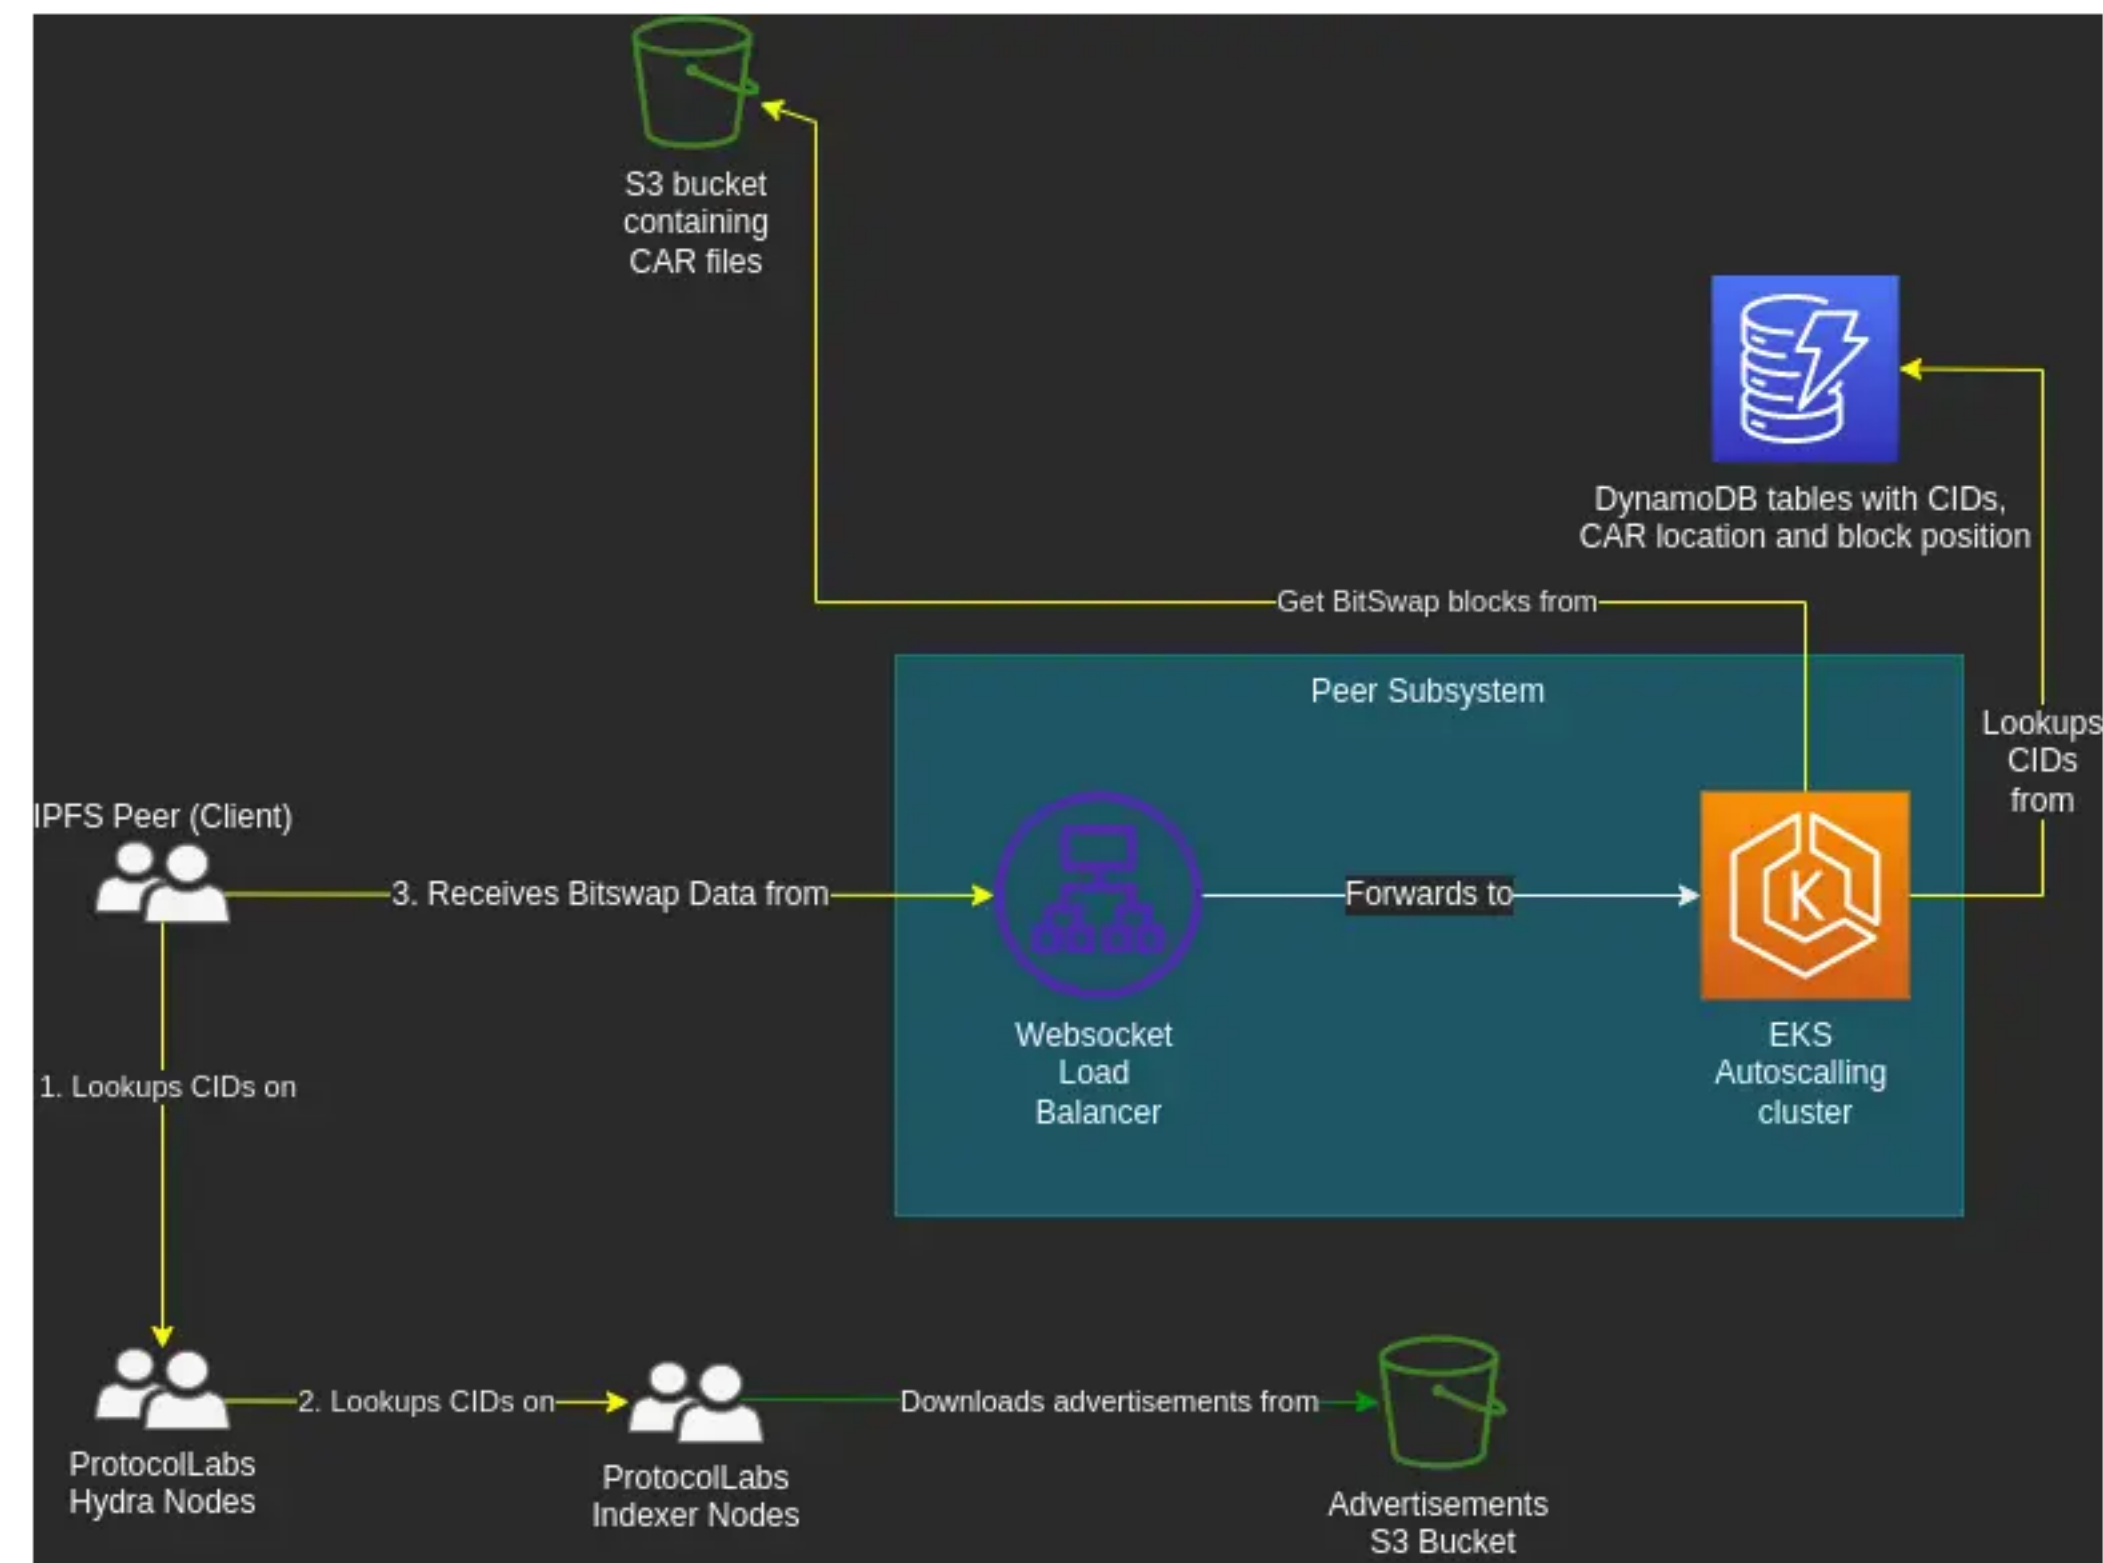 S3 bucket
containing
CAR files
DynamoDB tables with CIDs,
CAR location and block position
Get BitSwap blocks from
Peer Subsystem
Lookups
CIDs
from
IPFS Peer (Client)
3. Receives Bitswap Data from
Forwards to
K
Websocket
Load
Balancer
EKS
Autoscalling
cluster
1. Lookups CIDs on
2. Lookups CIDs on
Downloads advertisements from
ProtocolLabs
Hydra Nodes
ProtocolLabs
Indexer Nodes
Advertisements
S3 Bucket